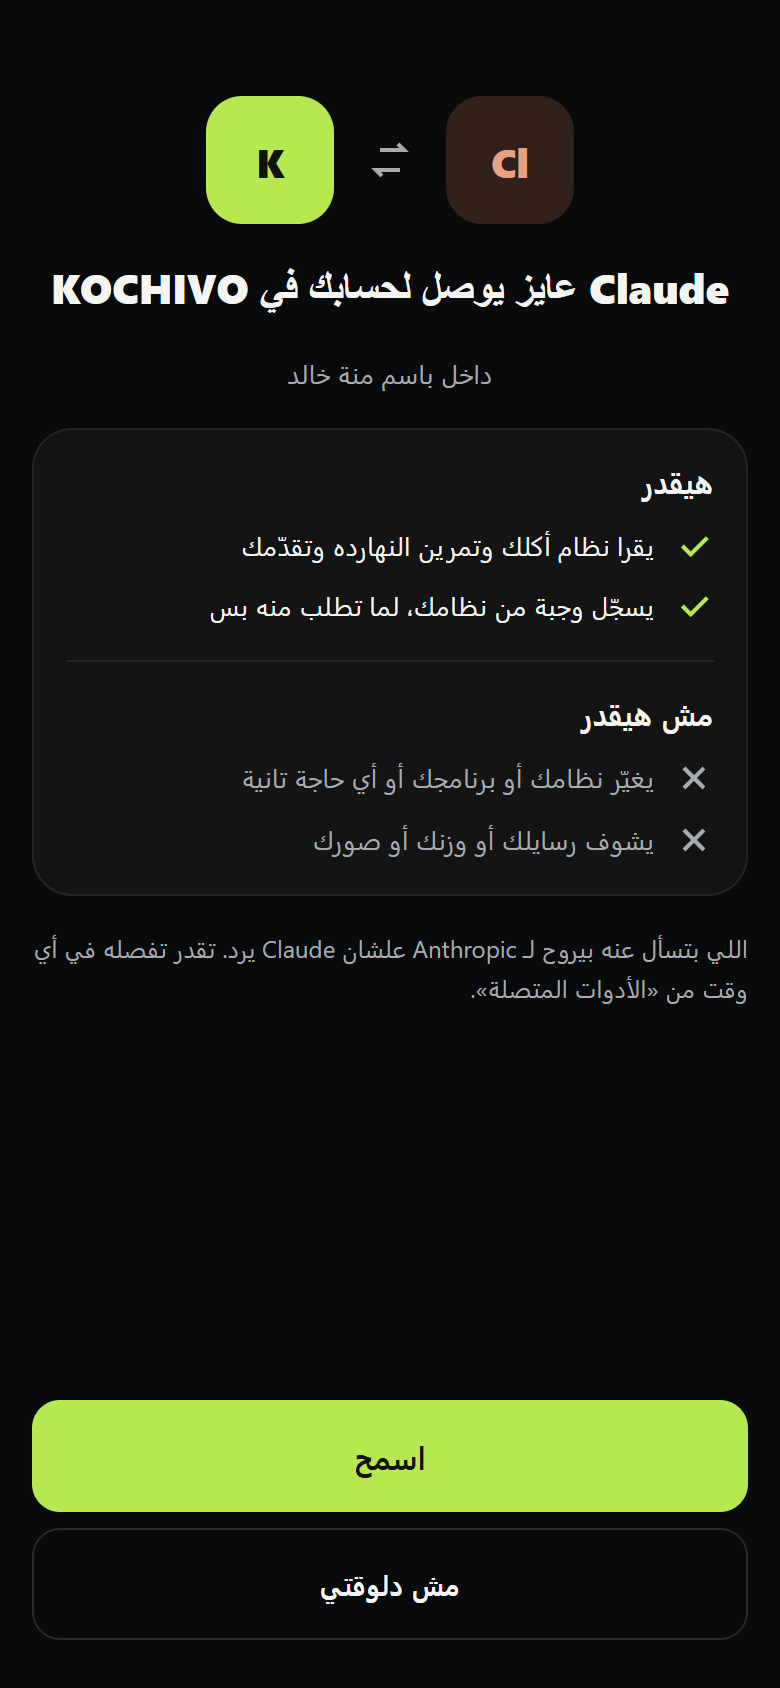 K
Cl
Claude عايز يوصل لحسابك في KOCHIVO
داخل باسم منة خالد
هيقدر
يقرا نظام أكلك وتمرين النهارده وتقدّمك
يسجّل وجبة من نظامك، لما تطلب منه بس
مش هيقدر
يغيّر نظامك أو برنامجك أو أي حاجة تانية
يشوف رسايلك أو وزنك أو صورك
اللي بتسأل عنه بيروح لـ Anthropic علشان Claude يرد. تقدر تفصله في أي
وقت من «الأدوات المتصلة».
اسمح
مش دلوقتي